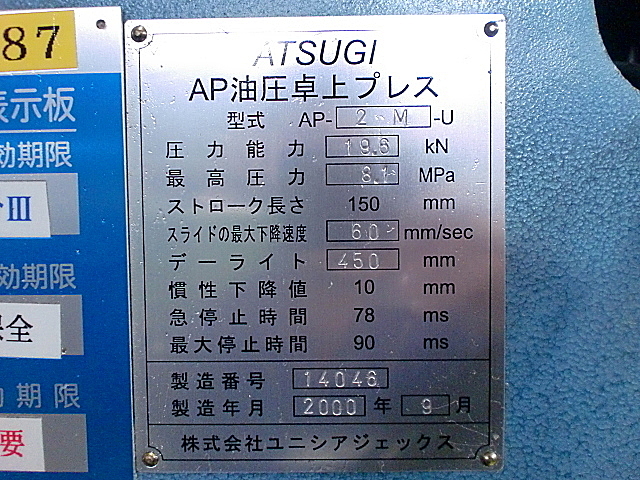 87
表示板
効期限
Ⅲ
効期限
全
効期限
要
ATSUGI
AP油圧卓上プレス
型式 AP-2 M-U
圧力能力 19.6 kN
最高圧力 8.1 MPa
ストローク長さ 150 mm
スライドの最大下降速度 60 mm/sec
デーライト 450 mm
慣性下降値 10 mm
急停止時間 78 ms
最大停止時間 90 ms
製造番号 14046
製造年月 2000年 9月
株式会社ユニシアジェックス